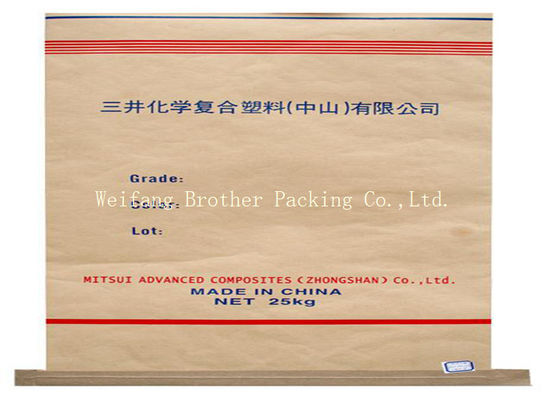 三井化学复合塑料(中山)有限公司
Grade:
Weifang Brother Packing Co.,Ltd.
Color:
Lot:
MITSUI ADVANCED COMPOSITES (ZHONGSHAN) Co.,Ltd.
MADE IN CHINA
NET 25kg